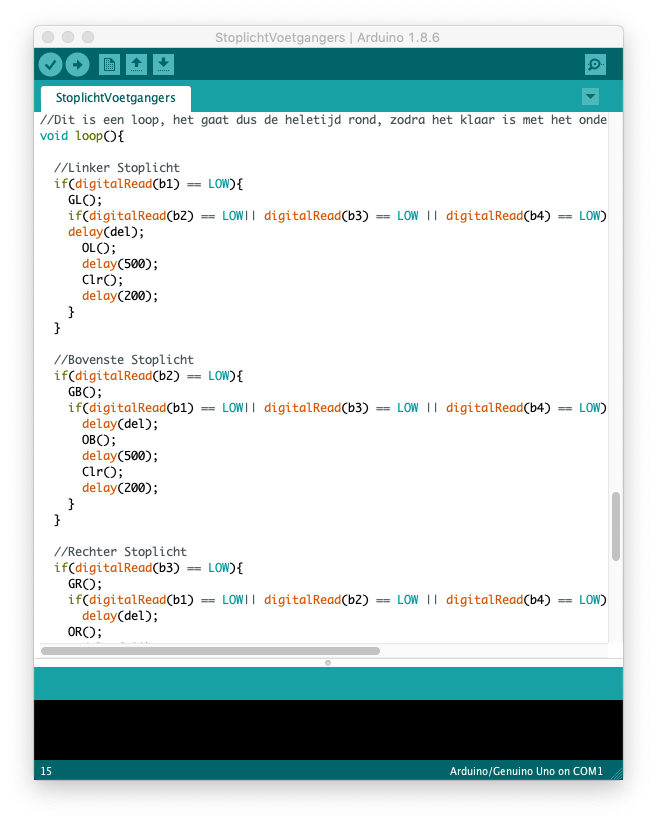 StoplichtVoetgangers | Arduino 1.8.6
StoplichtVoetgangers
//Dit is een loop, het gaat dus de heletijd rond, zodra het klaar is met het onde
void loop(){
//Linker Stoplicht
if(digitalRead(b1) == LOW){
GL();
if(digitalRead(b2) == LOW|| digitalRead(b3) == LOW || digitalRead(b4) == LOW)
delay(del);
OL();
delay(500);
Clr();
delay(200);
}
}
//Bovenste Stoplicht
if(digitalRead(b2) == LOW){
GB();
if(digitalRead(b1) == LOW|| digitalRead(b3) == LOW || digitalRead(b4) == LOW)
delay(del);
OB();
delay(500);
Clr();
delay(200);
}
}
//Rechter Stoplicht
if(digitalRead(b3) == LOW){
GR();
if(digitalRead(b1) == LOW|| digitalRead(b2) == LOW || digitalRead(b4) == LOW)
delay(del);
OR();
15
Arduino/Genuino Uno on COM1